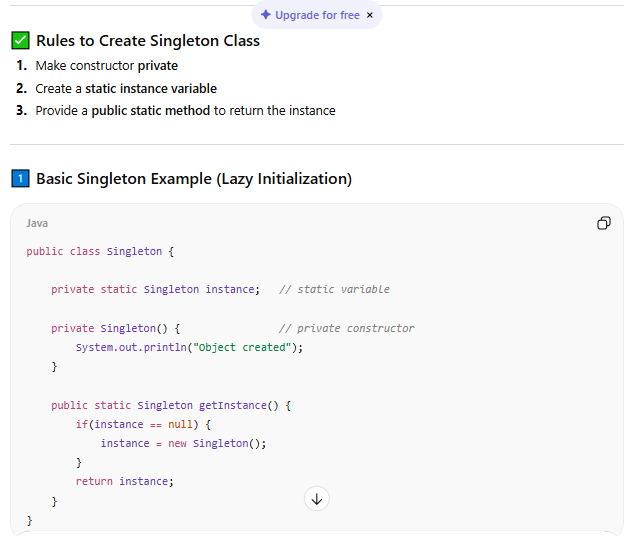 Upgrade for free ×
Rules to Create Singleton Class
1. Make constructor private
2. Create a static instance variable
3. Provide a public static method to return the instance
1 Basic Singleton Example (Lazy Initialization)
Java
public class Singleton {
    private static Singleton instance;   // static variable
    private Singleton() {                // private constructor
        System.out.println("Object created");
    }
    public static Singleton getInstance() {
        if(instance == null) {
            instance = new Singleton();
        }
        return instance;
    }
}